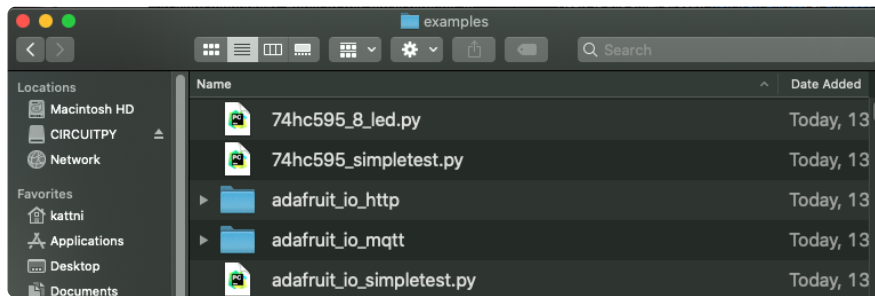 examples
Search
Locations
Macintosh HD
CIRCUITPY
Network
Favorites
kattni
Applications
Desktop
Documents
Name
Date Added
74hc595_8_led.py
Today, 13
74hc595_simpletest.py
Today, 13
adafruit_io_http
Today, 13
adafruit_io_mqtt
Today, 13
adafruit_io_simpletest.py
Today, 13